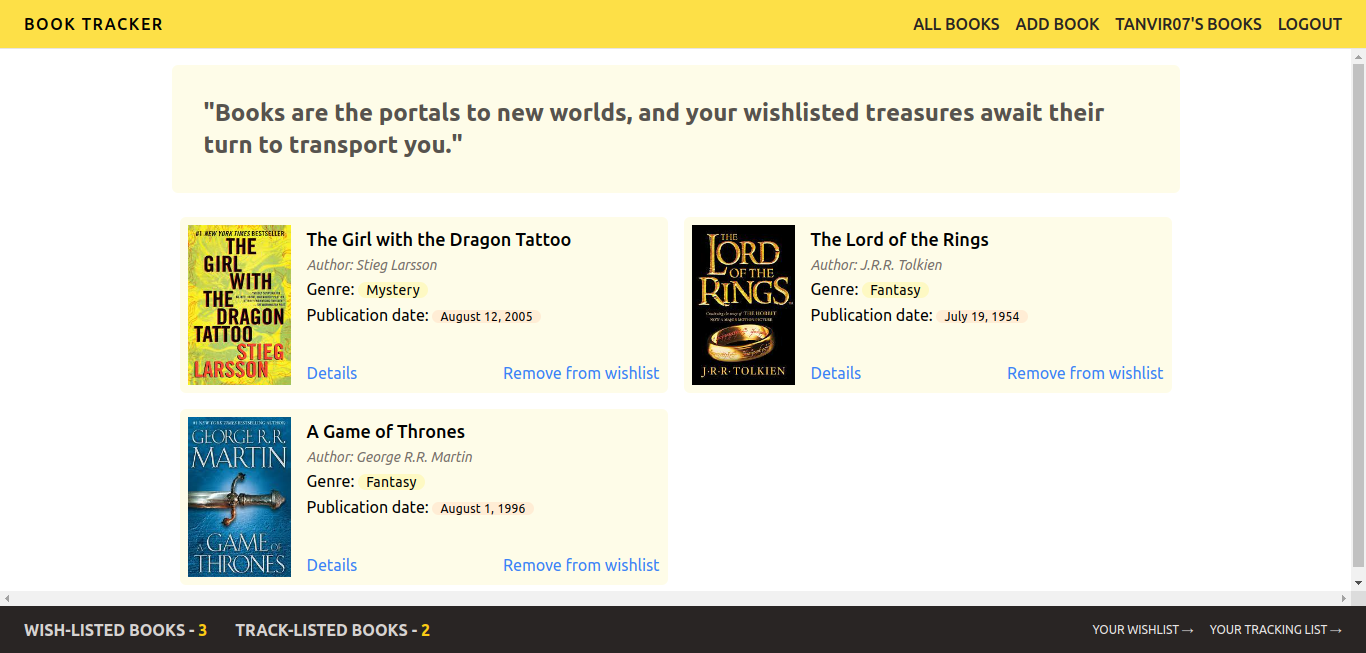 BOOK TRACKER
ALL BOOKS ADD BOOK TANVIR07'S BOOKS LOGOUT
"Books are the portals to new worlds, and your wishlisted treasures await their
turn to transport you."
#1 NEW YORK TIMES BESTSELLER
THE
GIRL
WITH
THE
DRAGON
TATTOO
STIEG
LARSSON
The Girl with the Dragon Tattoo
Author: Stieg Larsson
Genre: Mystery
Publication date: August 12, 2005
Details
Remove from wishlist
THE
LORD
OF THE
RINGS
J·R·R·TOLKIEN
The Lord of the Rings
Author: J.R.R. Tolkien
Genre: Fantasy
Publication date: July 19, 1954
Details
Remove from wishlist
#1 NEW YORK TIMES BESTSELLING AUTHOR
GEORGE R.R.
MARTIN
A GAME OF
THRONES
A Game of Thrones
Author: George R.R. Martin
Genre: Fantasy
Publication date: August 1, 1996
Details
Remove from wishlist
WISH-LISTED BOOKS - 3 TRACK-LISTED BOOKS - 2
YOUR WISHLIST → YOUR TRACKING LIST →